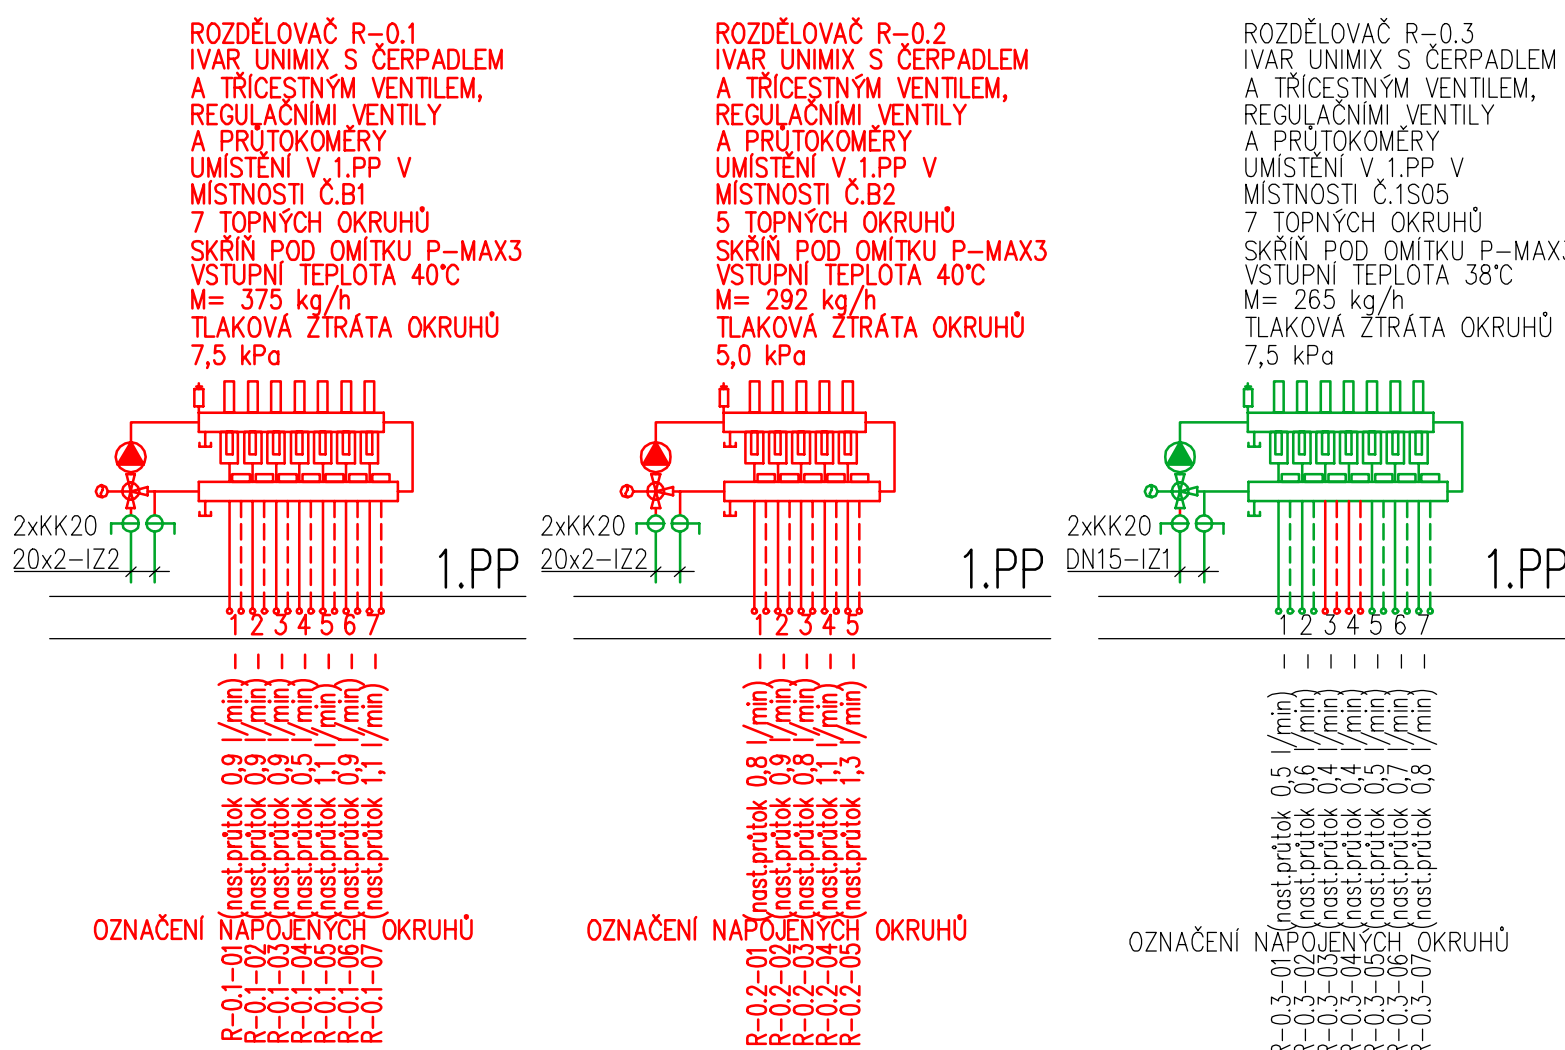 ROZDĚLOVAČ R-0.1
IVAR UNIMIX S ČERPADLEM
A TŘÍCESTNÝM VENTILEM,
REGULAČNÍMI VENTILY
A PRŮTOKOMĚRY
UMÍSTĚNÍ V 1.PP V
MÍSTNOSTI Č.B1
7 TOPNÝCH OKRUHŮ
SKŘÍŇ POD OMÍTKU P-MAX3
VSTUPNÍ TEPLOTA 40°C
M= 375 kg/h
TLAKOVÁ ZTRÁTA OKRUHŮ
7,5 kPa
2xKK20
20x2-IZ2
1.PP
1 2 3 4 5 6 7
R-0.1-01 (nast.průtok 0,9 l/min)
R-0.1-02 (nast.průtok 0,9 l/min)
R-0.1-03 (nast.průtok 0,9 l/min)
R-0.1-04 (nast.průtok 0,5 l/min)
R-0.1-05 (nast.průtok 1,1 l/min)
R-0.1-06 (nast.průtok 0,9 l/min)
R-0.1-07 (nast.průtok 1,1 l/min)
OZNAČENÍ NAPOJENÝCH OKRUHŮ
ROZDĚLOVAČ R-0.2
IVAR UNIMIX S ČERPADLEM
A TŘÍCESTNÝM VENTILEM,
REGULAČNÍMI VENTILY
A PRŮTOKOMĚRY
UMÍSTĚNÍ V 1.PP V
MÍSTNOSTI Č.B2
5 TOPNÝCH OKRUHŮ
SKŘÍŇ POD OMÍTKU P-MAX3
VSTUPNÍ TEPLOTA 40°C
M= 292 kg/h
TLAKOVÁ ZTRÁTA OKRUHŮ
5,0 kPa
2xKK20
20x2-IZ2
1.PP
1 2 3 4 5
R-0.2-01 (nast.průtok 0,8 l/min)
R-0.2-02 (nast.průtok 0,9 l/min)
R-0.2-03 (nast.průtok 0,8 l/min)
R-0.2-04 (nast.průtok 1,1 l/min)
R-0.2-05 (nast.průtok 1,3 l/min)
OZNAČENÍ NAPOJENÝCH OKRUHŮ
ROZDĚLOVAČ R-0.3
IVAR UNIMIX S ČERPADLEM
A TŘÍCESTNÝM VENTILEM,
REGULAČNÍMI VENTILY
A PRŮTOKOMĚRY
UMÍSTĚNÍ V 1.PP V
MÍSTNOSTI Č.1S05
7 TOPNÝCH OKRUHŮ
SKŘÍŇ POD OMÍTKU P-MAX3
VSTUPNÍ TEPLOTA 38°C
M= 265 kg/h
TLAKOVÁ ZTRÁTA OKRUHŮ
7,5 kPa
2xKK20
DN15-IZ1
1.PP
1 2 3 4 5 6 7
R-0.3-01 (nast.průtok 0,5 l/min)
R-0.3-02 (nast.průtok 0,6 l/min)
R-0.3-03 (nast.průtok 0,4 l/min)
R-0.3-04 (nast.průtok 0,4 l/min)
R-0.3-05 (nast.průtok 0,5 l/min)
R-0.3-06 (nast.průtok 0,7 l/min)
R-0.3-07 (nast.průtok 0,8 l/min)
OZNAČENÍ NAPOJENÝCH OKRUHŮ